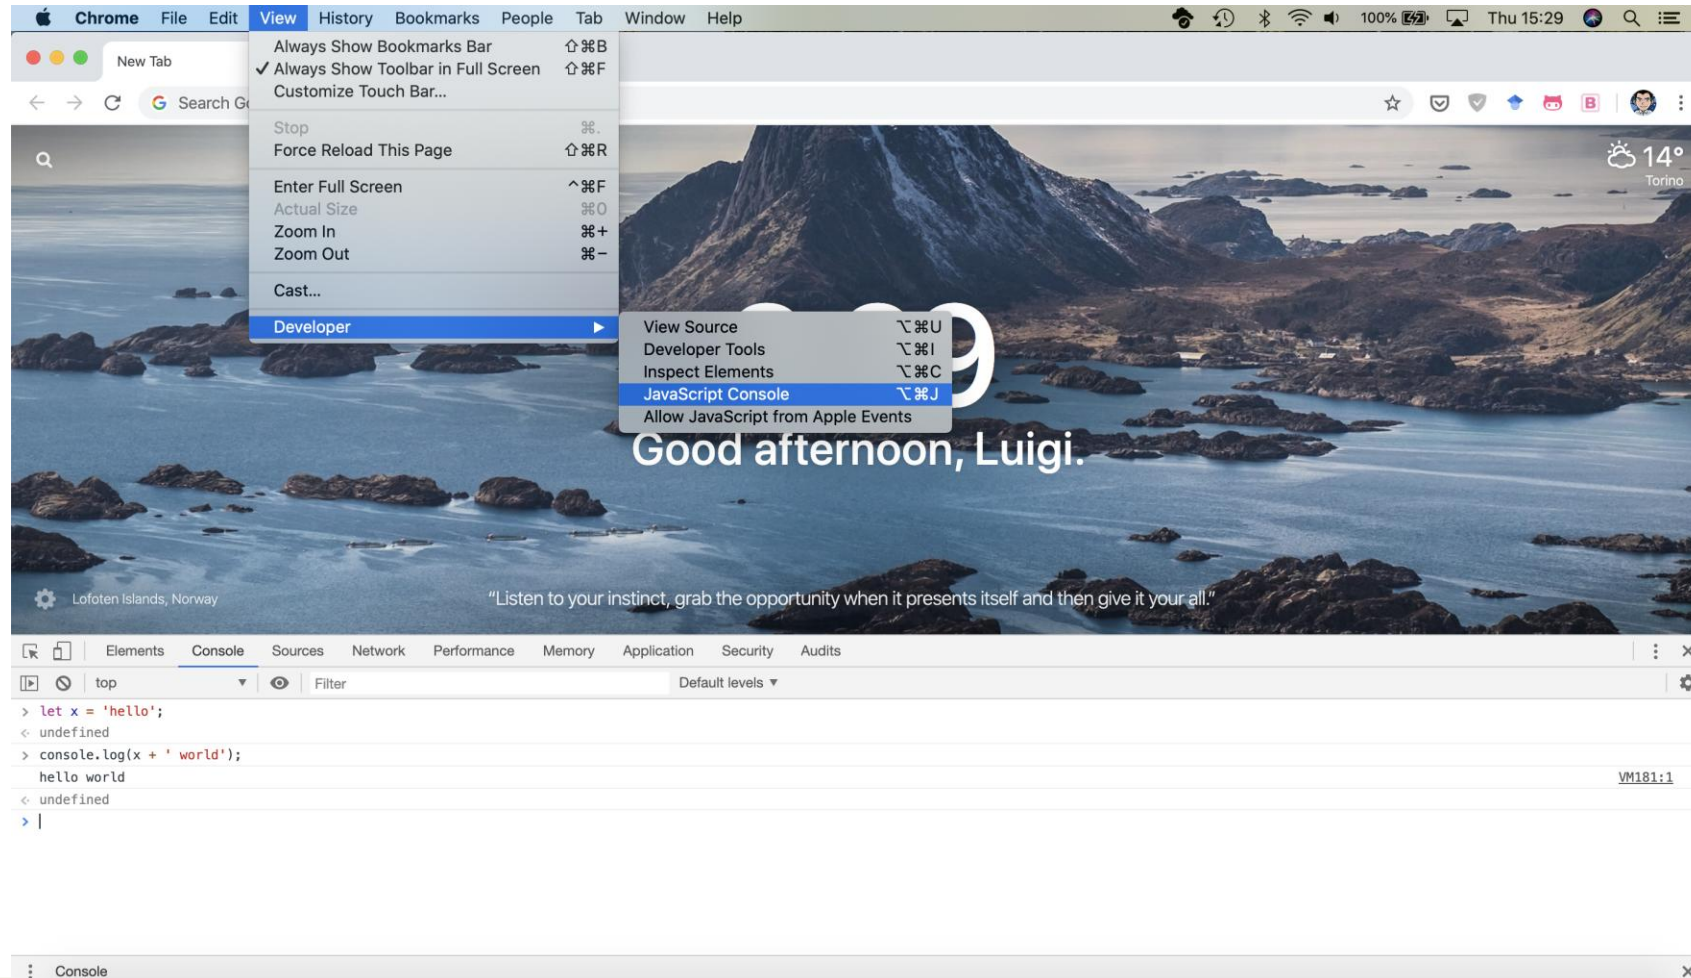 Chrome File Edit View History Bookmarks People Tab Window Help 100% Thu 15:29
New Tab
Search Go
B
Always Show Bookmarks Bar ⇧⌘B
✓ Always Show Toolbar in Full Screen ⇧⌘F
Customize Touch Bar...
Stop ⌘.
Force Reload This Page ⇧⌘R
Enter Full Screen ^⌘F
Actual Size ⌘0
Zoom In ⌘+
Zoom Out ⌘−
Cast...
Developer ▶
View Source ⌥⌘U
Developer Tools ⌥⌘I
Inspect Elements ⌥⌘C
JavaScript Console ⌥⌘J
Allow JavaScript from Apple Events
14°
Torino
9
Good afternoon, Luigi.
Lofoten Islands, Norway
“Listen to your instinct, grab the opportunity when it presents itself and then give it your all.”
Elements Console Sources Network Performance Memory Application Security Audits
top Filter Default levels ▼
> let x = 'hello';
<· undefined
> console.log(x + ' world');
hello world VM181:1
<· undefined
>
Console